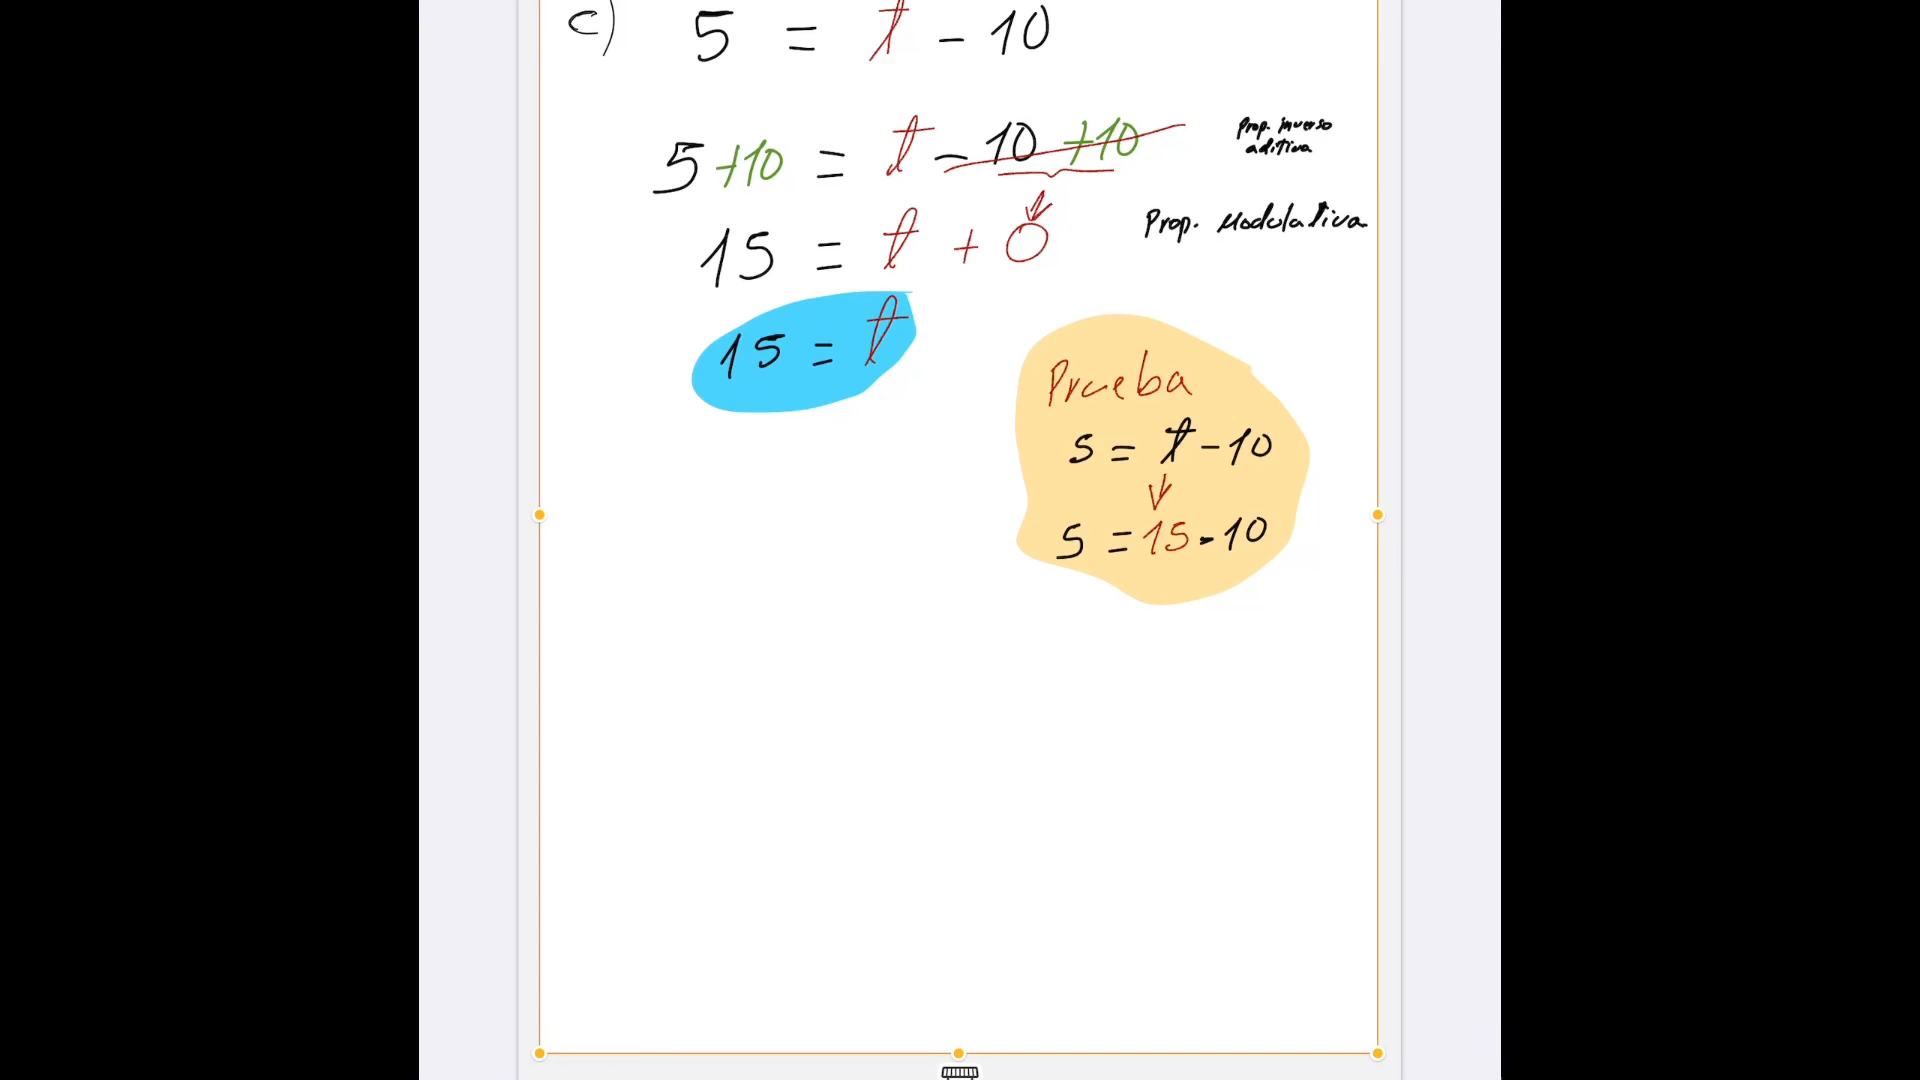 c) 5 = t - 10
5 +10 = t - 10 +10
Prop. inverso
aditiva
15 = t + 0
Prop. Modulativa
15 = t
Prueba
5 = t - 10
5 = 15 - 10